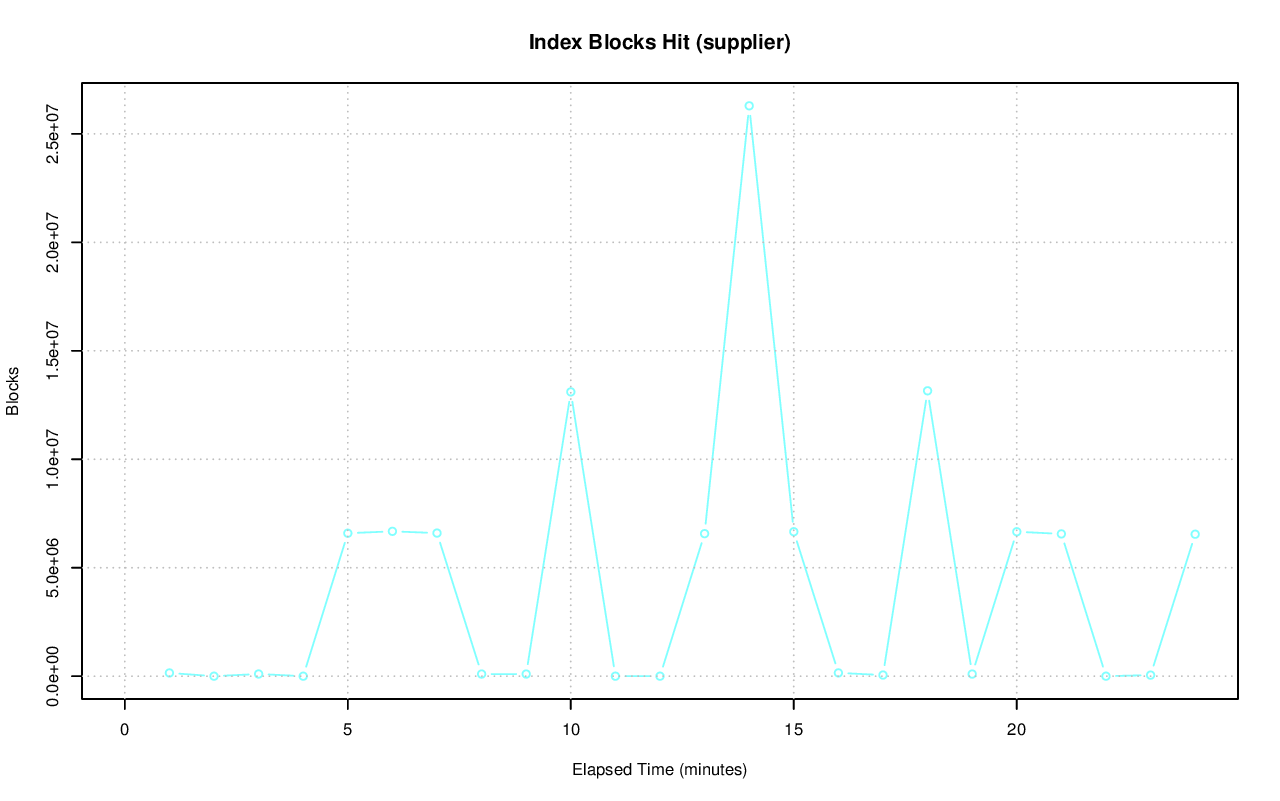 Index Blocks Hit (supplier)
Blocks
2.5e+07
2.0e+07
1.5e+07
1.0e+07
5.0e+06
0.0e+00
0 5 10 15 20
Elapsed Time (minutes)